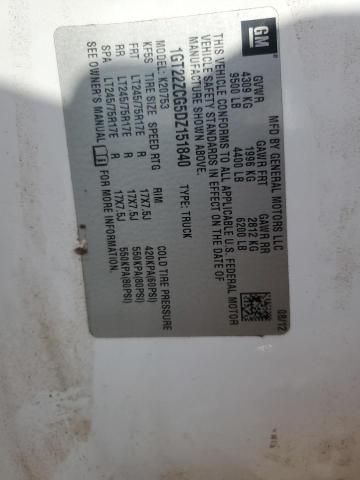 GM
MFD BY GENERAL MOTORS LLC
08/12
GVWR GAWR FRT GAWR RR
4309 KG 1996 KG 2812 KG
9500 LB 4400 LB 6200 LB
THIS VEHICLE CONFORMS TO ALL APPLICABLE U.S. FEDERAL MOTOR
VEHICLE SAFETY STANDARDS IN EFFECT ON THE DATE OF
MANUFACTURE SHOWN ABOVE.
1GT22ZCG5DZ151840 TYPE: TRUCK
MODEL: K20753
KF5S TIRE SIZE SPEED RTG RIM COLD TIRE PRESSURE
FRT LT245/75R17E R 17X7.5J 420KPA(60PSI)
RR LT245/75R17E R 17X7.5J 550KPA(80PSI)
SPA LT245/75R17E R 17X7.5J 550KPA(80PSI)
SEE OWNER'S MANUAL FOR MORE INFORMATION.